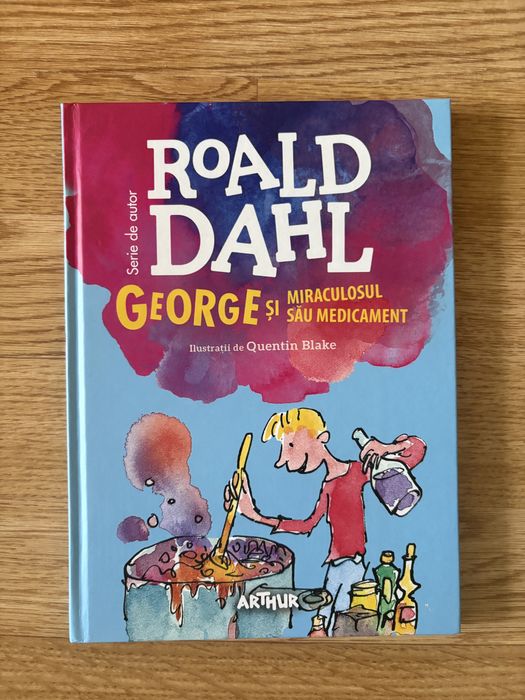 Serie de autor
ROALD
DAHL
GEORGE ȘI MIRACULOSUL
SĂU MEDICAMENT
Ilustrații de Quentin Blake
ARTHUR